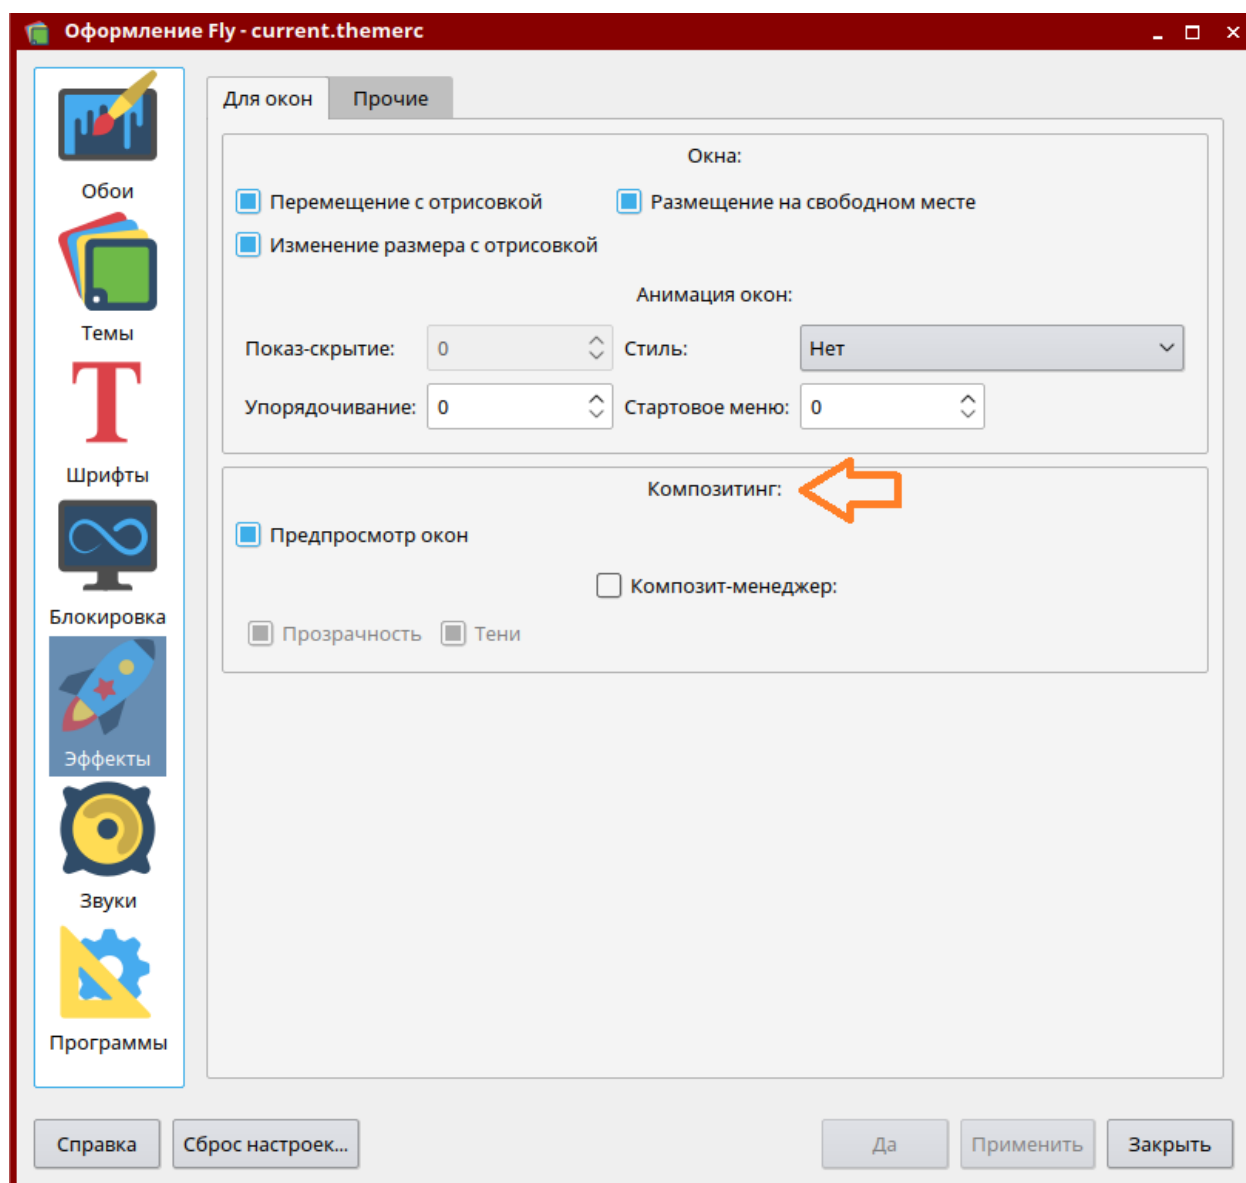 Оформление Fly - current.themerc
Обои
Темы
Шрифты
Блокировка
Эффекты
Звуки
Программы
Для окон Прочие
Окна:
Перемещение с отрисовкой Размещение на свободном месте
Изменение размера с отрисовкой
Анимация окон:
Показ-скрытие: 0 Стиль: Нет
Упорядочивание: 0 Стартовое меню: 0
Композитинг:
Предпросмотр окон
Композит-менеджер:
Прозрачность Тени
Справка Сброс настроек... Да Применить Закрыть